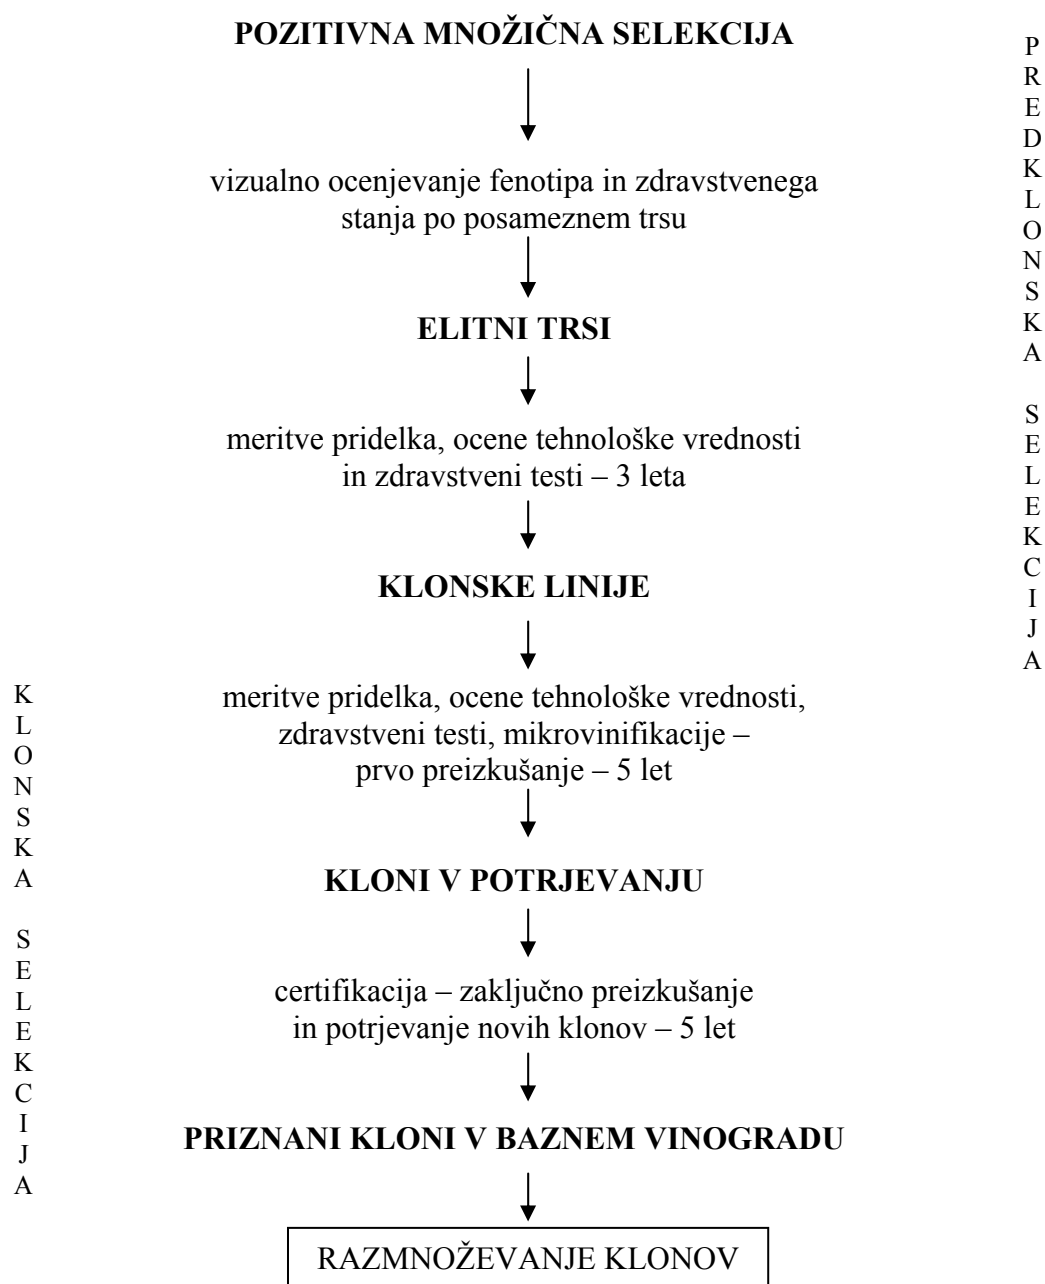 POZITIVNA MNOŽIČNA SELEKCIJA
vizualno ocenjevanje fenotipa in zdravstvenega
stanja po posameznem trsu
ELITNI TRSI
meritve pridelka, ocene tehnološke vrednosti
in zdravstveni testi – 3 leta
KLONSKE LINIJE
meritve pridelka, ocene tehnološke vrednosti,
zdravstveni testi, mikrovinifikacije –
prvo preizkušanje – 5 let
KLONI V POTRJEVANJU
certifikacija – zaključno preizkušanje
in potrjevanje novih klonov – 5 let
PRIZNANI KLONI V BAZNEM VINOGRADU
RAZMNOŽEVANJE KLONOV
PREDKLONSKA SELEKCIJA
KLONSKA SELEKCIJA